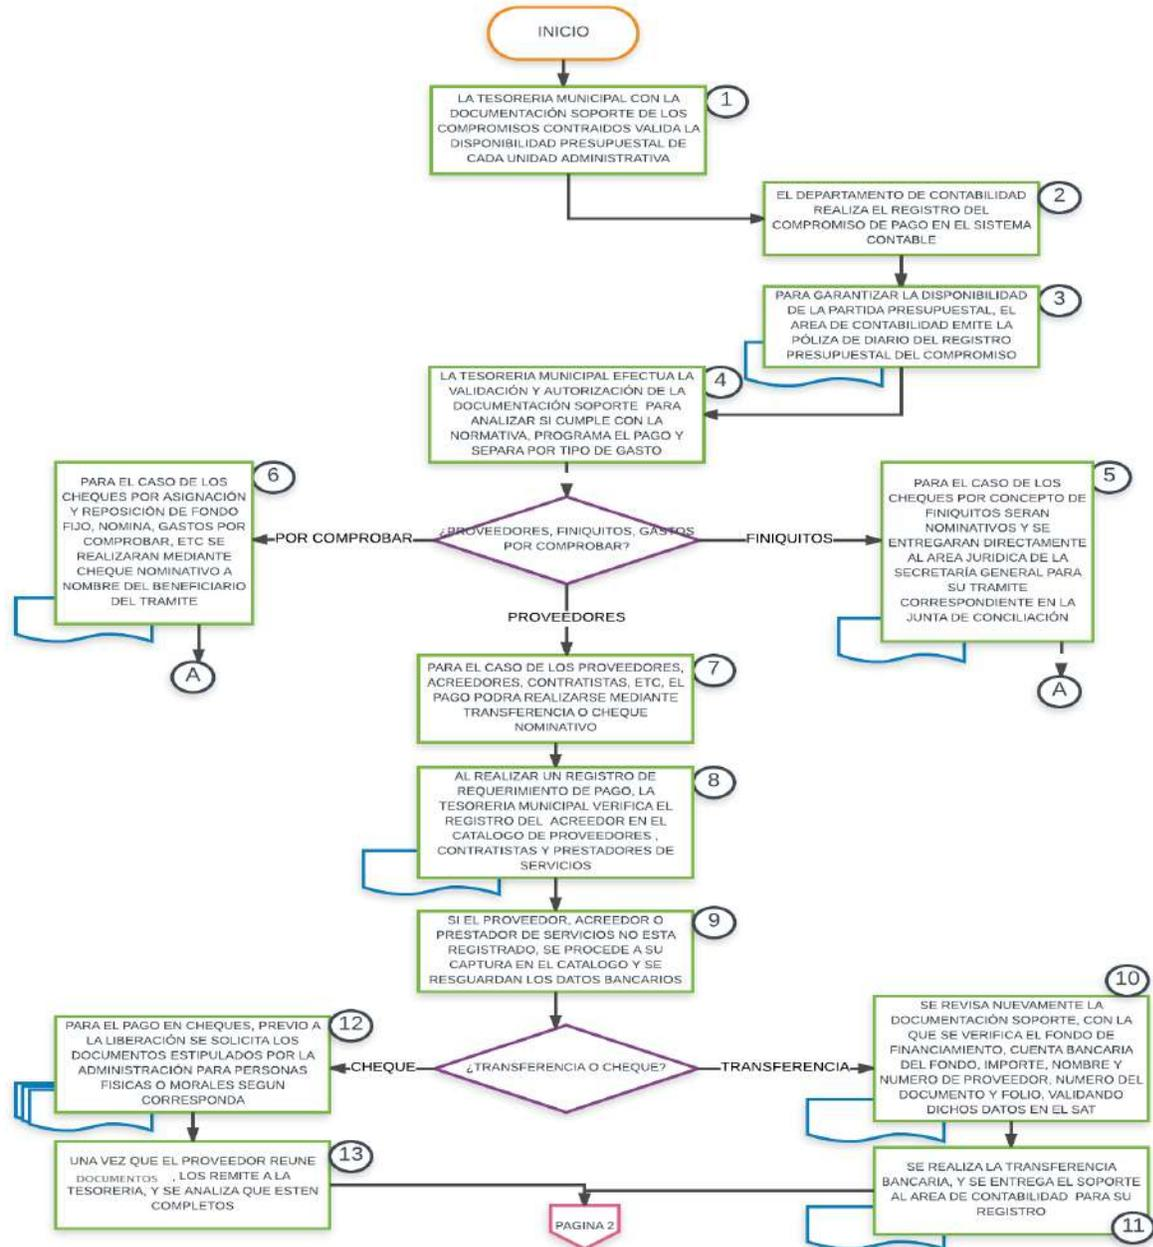 INICIO
1
LA TESORERIA MUNICIPAL CON LA
DOCUMENTACIÓN SOPORTE DE LOS
COMPROMISOS CONTRAIDOS VALIDA LA
DISPONIBILIDAD PRESUPUESTAL DE
CADA UNIDAD ADMINISTRATIVA
2
EL DEPARTAMENTO DE CONTABILIDAD
REALIZA EL REGISTRO DEL
COMPROMISO DE PAGO EN EL SISTEMA
CONTABLE
3
PARA GARANTIZAR LA DISPONIBILIDAD
DE LA PARTIDA PRESUPUESTAL, EL
AREA DE CONTABILIDAD EMITE LA
PÓLIZA DE DIARIO DEL REGISTRO
PRESUPUESTAL DEL COMPROMISO
4
LA TESORERIA MUNICIPAL EFECTUA LA
VALIDACIÓN Y AUTORIZACIÓN DE LA
DOCUMENTACIÓN SOPORTE PARA
ANALIZAR SI CUMPLE CON LA
NORMATIVA, PROGRAMA EL PAGO Y
SEPARA POR TIPO DE GASTO
¿PROVEEDORES, FINIQUITOS, GASTOS
POR COMPROBAR?
POR COMPROBAR
FINIQUITOS
PROVEEDORES
6
PARA EL CASO DE LOS
CHEQUES POR ASIGNACIÓN
Y REPOSICIÓN DE FONDO
FIJO, NOMINA, GASTOS POR
COMPROBAR, ETC SE
REALIZARAN MEDIANTE
CHEQUE NOMINATIVO A
NOMBRE DEL BENEFICIARIO
DEL TRAMITE
A
5
PARA EL CASO DE LOS
CHEQUES POR CONCEPTO DE
FINIQUITOS SERAN
NOMINATIVOS Y SE
ENTREGARAN DIRECTAMENTE
AL AREA JURIDICA DE LA
SECRETARÍA GENERAL PARA
SU TRAMITE
CORRESPONDIENTE EN LA
JUNTA DE CONCILIACIÓN
A
7
PARA EL CASO DE LOS PROVEEDORES,
ACREEDORES, CONTRATISTAS, ETC, EL
PAGO PODRA REALIZARSE MEDIANTE
TRANSFERENCIA O CHEQUE
NOMINATIVO
8
AL REALIZAR UN REGISTRO DE
REQUERIMIENTO DE PAGO, LA
TESORERIA MUNICIPAL VERIFICA EL
REGISTRO DEL ACREEDOR EN EL
CATALOGO DE PROVEEDORES ,
CONTRATISTAS Y PRESTADORES DE
SERVICIOS
9
SI EL PROVEEDOR, ACREEDOR O
PRESTADOR DE SERVICIOS NO ESTA
REGISTRADO, SE PROCEDE A SU
CAPTURA EN EL CATALOGO Y SE
RESGUARDAN LOS DATOS BANCARIOS
¿TRANSFERENCIA O CHEQUE?
CHEQUE
TRANSFERENCIA
12
PARA EL PAGO EN CHEQUES, PREVIO A
LA LIBERACIÓN SE SOLICITA LOS
DOCUMENTOS ESTIPULADOS POR LA
ADMINISTRACIÓN PARA PERSONAS
FISICAS O MORALES SEGUN
CORRESPONDA
13
UNA VEZ QUE EL PROVEEDOR REUNE
DOCUMENTOS , LOS REMITE A LA
TESORERIA, Y SE ANALIZA QUE ESTEN
COMPLETOS
10
SE REVISA NUEVAMENTE LA
DOCUMENTACIÓN SOPORTE, CON LA
QUE SE VERIFICA EL FONDO DE
FINANCIAMIENTO, CUENTA BANCARIA
DEL FONDO, IMPORTE, NOMBRE Y
NUMERO DE PROVEEDOR, NUMERO DEL
DOCUMENTO Y FOLIO, VALIDANDO
DICHOS DATOS EN EL SAT
SE REALIZA LA TRANSFERENCIA
BANCARIA, Y SE ENTREGA EL SOPORTE
AL AREA DE CONTABILIDAD PARA SU
REGISTRO
11
PAGINA 2